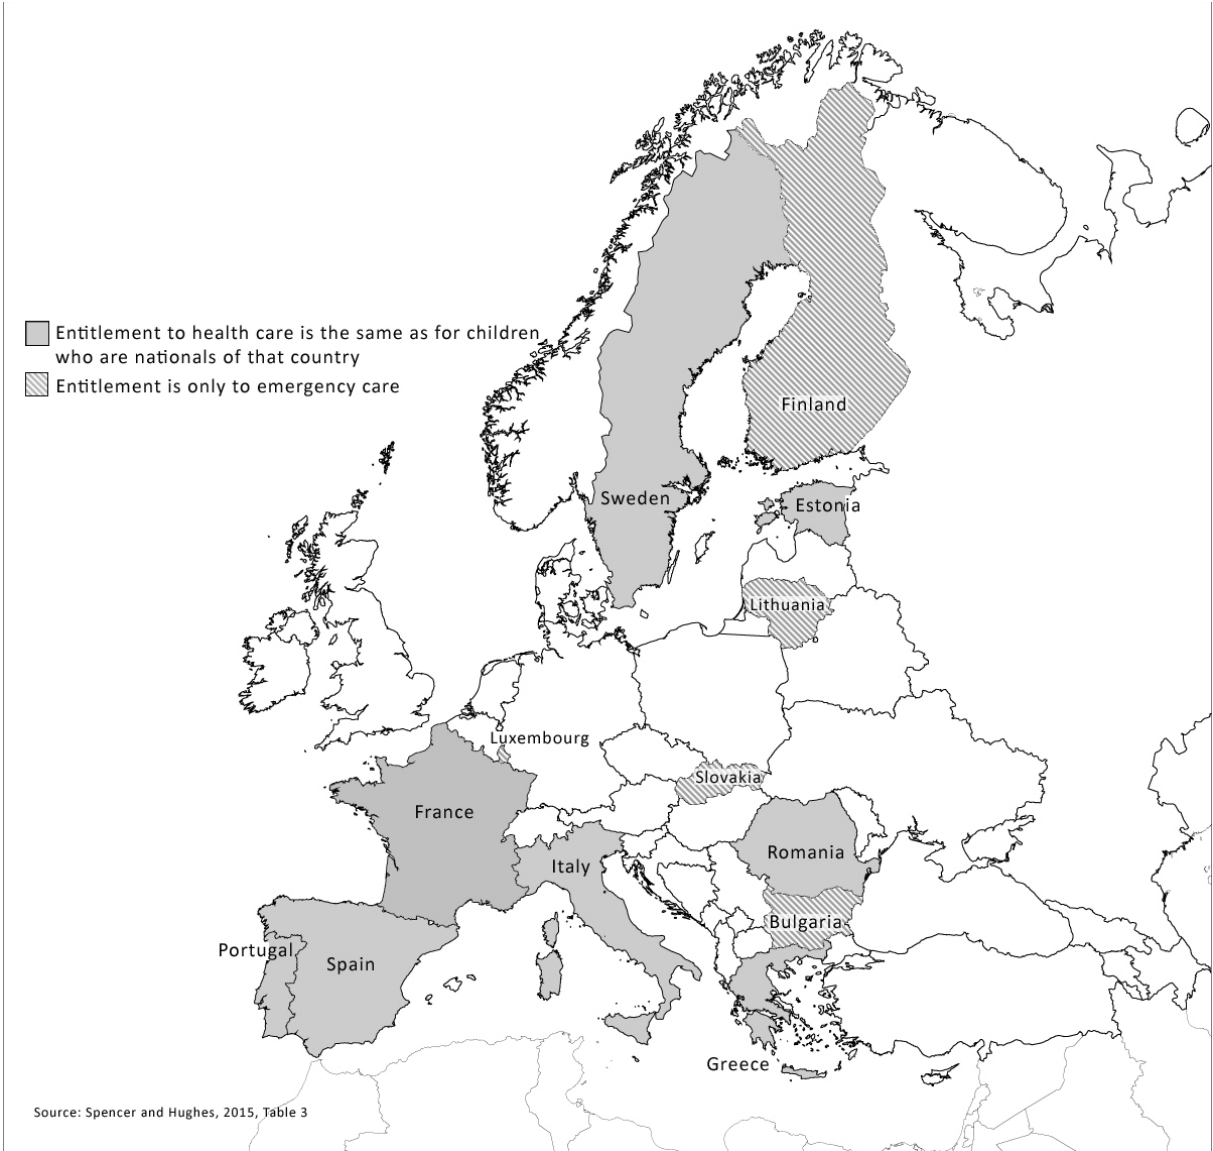 Entitlement to health care is the same as for children
who are nationals of that country
Entitlement is only to emergency care
Finland
Sweden
Estonia
Lithuania
Luxembourg
Slovakia
France
Romania
Italy
Bulgaria
Portugal
Spain
Greece
Source: Spencer and Hughes, 2015, Table 3